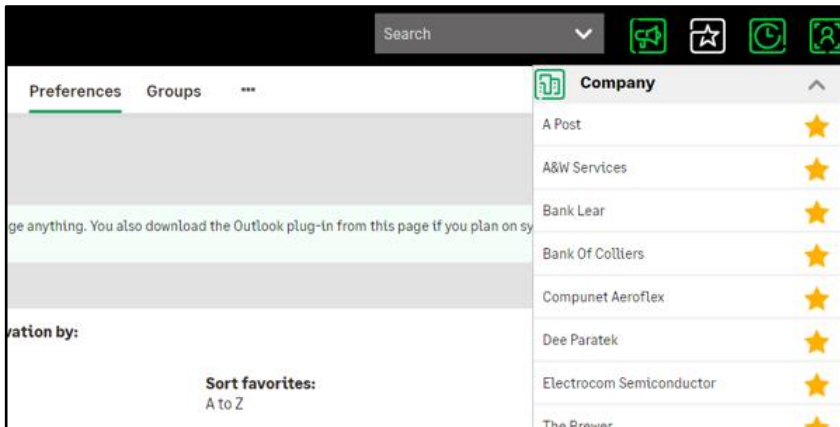 Search
Preferences Groups •••
Company
A Post
A&W Services
Bank Lear
ge anything. You also download the Outlook plug-in from this page if you plan on sy
Bank Of Colliers
Compunet Aeroflex
vation by:
Dee Paratek
Sort favorites:
A to Z
Electrocom Semiconductor
The Brewer